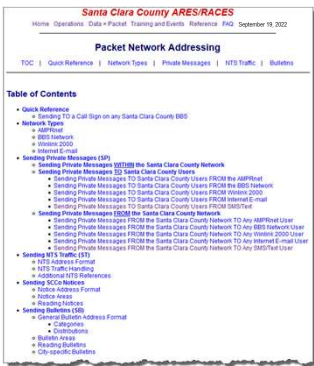 Santa Clara County ARES/RACES
Home Operations Data + Packet Training and Events Reference FAQ September 19, 2022
Packet Network Addressing
TOC | Quick Reference | Network Types | Private Messages | NTS Traffic | Bulletins
Table of Contents
Quick Reference
Sending TO a Call Sign on any Santa Clara County BBS
Network Types
AMPRnet
BBS Network
Winlink 2000
Internet E-mail
Sending Private Messages (SP)
Sending Private Messages WITHIN the Santa Clara County Network
Sending Private Messages TO Santa Clara County Users
Sending Private Messages TO Santa Clara County Users FROM the AMPRnet
Sending Private Messages TO Santa Clara County Users FROM the BBS Network
Sending Private Messages TO Santa Clara County Users FROM Winlink 2000
Sending Private Messages TO Santa Clara County Users FROM Internet E-mail
Sending Private Messages TO Santa Clara County Users FROM SMS/Text
Sending Private Messages FROM the Santa Clara County Network
Sending Private Messages FROM the Santa Clara County Network TO Any AMPRnet User
Sending Private Messages FROM the Santa Clara County Network TO Any BBS Network User
Sending Private Messages FROM the Santa Clara County Network TO Any Winlink 2000 User
Sending Private Messages FROM the Santa Clara County Network TO Any Internet E-mail User
Sending Private Messages FROM the Santa Clara County Network TO Any SMS/Text User
Sending NTS Traffic (ST)
NTS Address Format
NTS Traffic Handling
Additional NTS References
Sending SCCo Notices
Notice Address Format
Notice Areas
Reading Notices
Sending Bulletins (SB)
General Bulletin Address Format
Categories
Distributions
Bulletin Areas
Reading Bulletins
City-specific Bulletins